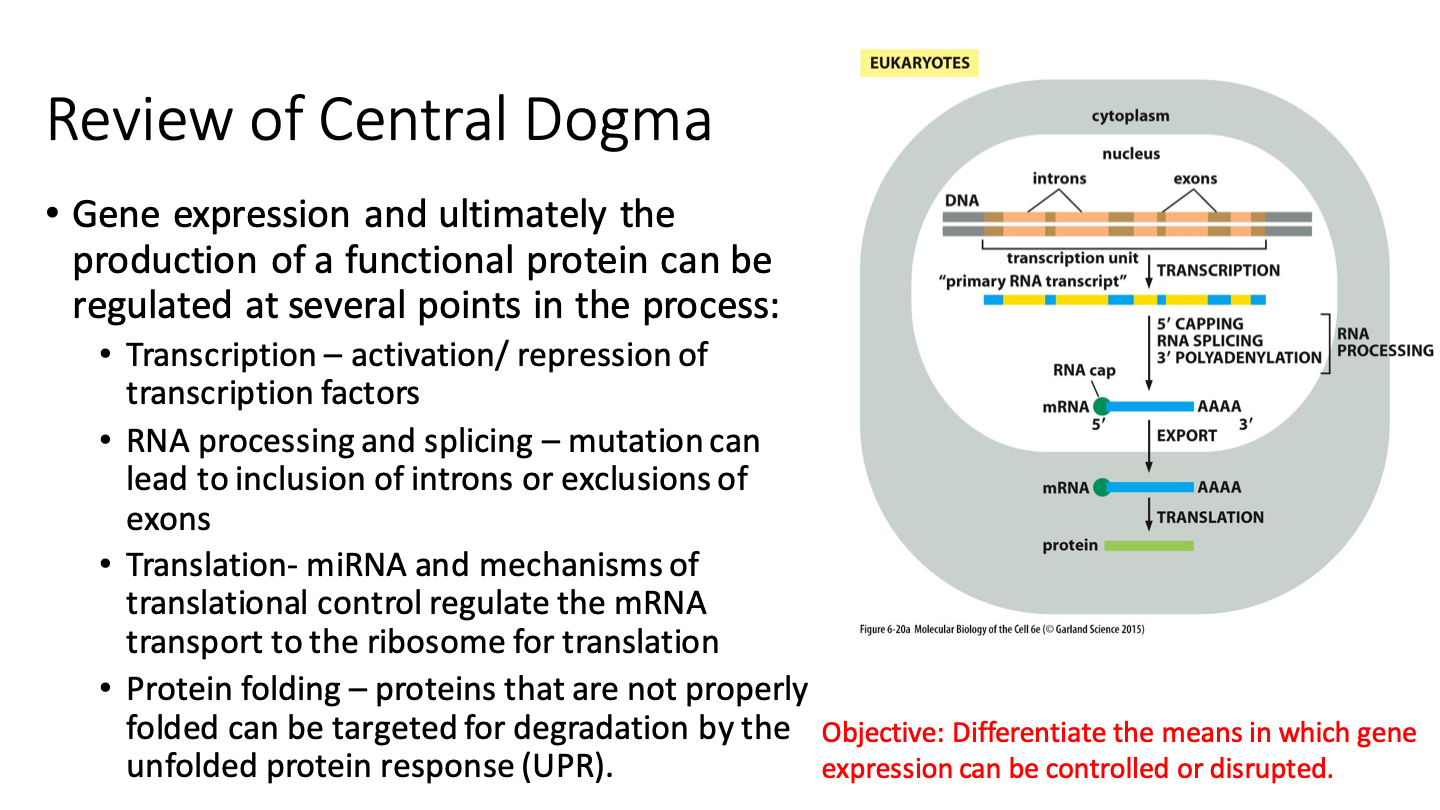 Review of Central Dogma
• Gene expression and ultimately the
production of a functional protein can be
regulated at several points in the process:
• Transcription – activation/ repression of
transcription factors
• RNA processing and splicing – mutation can
lead to inclusion of introns or exclusions of
exons
• Translation- miRNA and mechanisms of
translational control regulate the mRNA
transport to the ribosome for translation
• Protein folding – proteins that are not properly
folded can be targeted for degradation by the
unfolded protein response (UPR).
EUKARYOTES
cytoplasm
nucleus
introns
exons
DNA
transcription unit
TRANSCRIPTION
“primary RNA transcript”
5′ CAPPING
RNA SPLICING
3′ POLYADENYLATION
RNA
PROCESSING
RNA cap
mRNA
AAAA
5′
3′
EXPORT
mRNA
AAAA
TRANSLATION
protein
Figure 6-20a Molecular Biology of the Cell 6e (© Garland Science 2015)
Objective: Differentiate the means in which gene
expression can be controlled or disrupted.